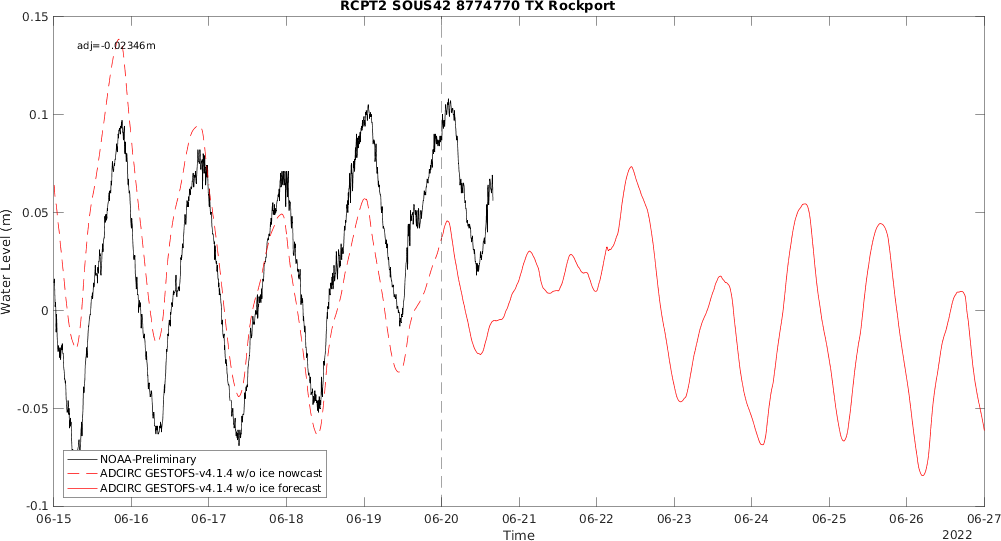 RCPT2 SOUS42 8774770 TX Rockport
adj=-0.02346m
0.15
0.1
0.05
0
-0.05
-0.1
Water Level (m)
NOAA-Preliminary
ADCIRC GESTOFS-v4.1.4 w/o ice nowcast
ADCIRC GESTOFS-v4.1.4 w/o ice forecast
06-15 06-16 06-17 06-18 06-19 06-20 06-21 06-22 06-23 06-24 06-25 06-26 06-27
Time
2022